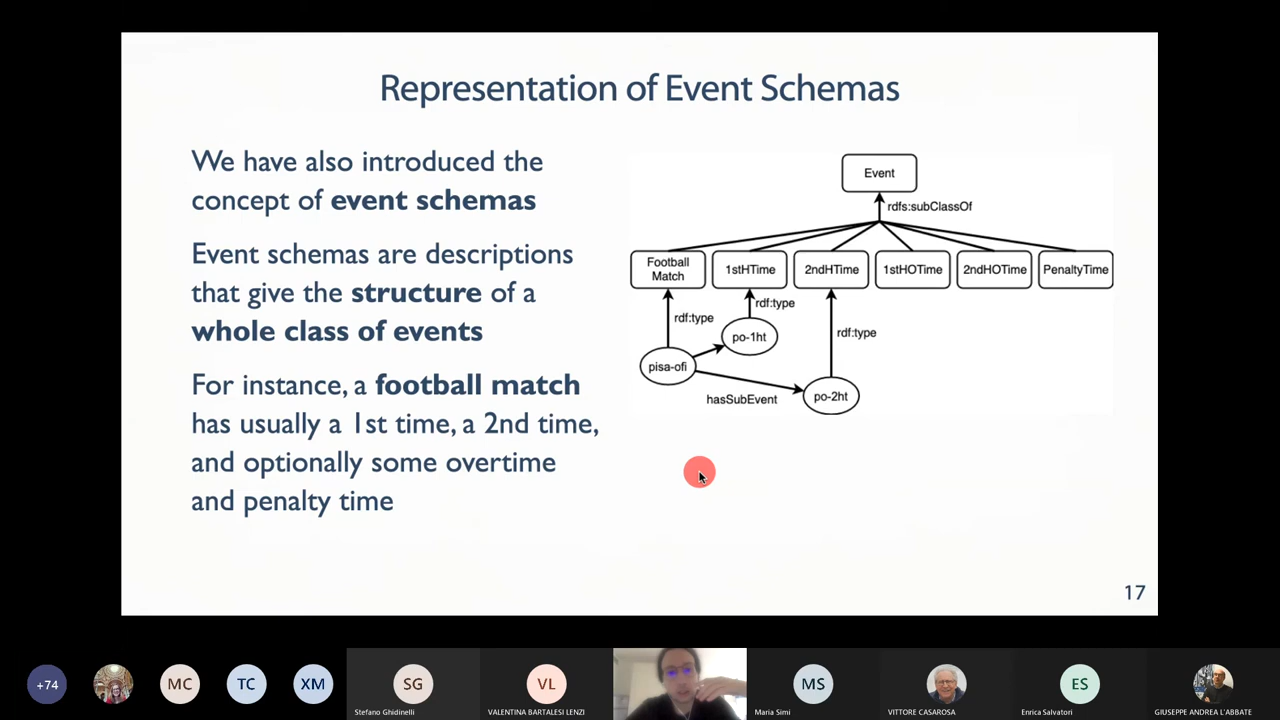 Representation of Event Schemas
We have also introduced the
concept of event schemas
Event schemas are descriptions
that give the structure of a
whole class of events
For instance, a football match
has usually a 1st time, a 2nd time,
and optionally some overtime
and penalty time
Event
rdfs:subClassOf
Football
Match
1stHTime
2ndHTime
1stHOTime
2ndHOTime
PenaltyTime
rdf:type
rdf:type
rdf:type
po-1ht
pisa-ofi
hasSubEvent
po-2ht
17
+74
MC
TC
XM
SG
Stefano Ghidinelli
VL
VALENTINA BARTALESI LENZI
MS
Maria Simi
VITTORE CASAROSA
ES
Enrica Salvatori
GIUSEPPE ANDREA L'ABBATE